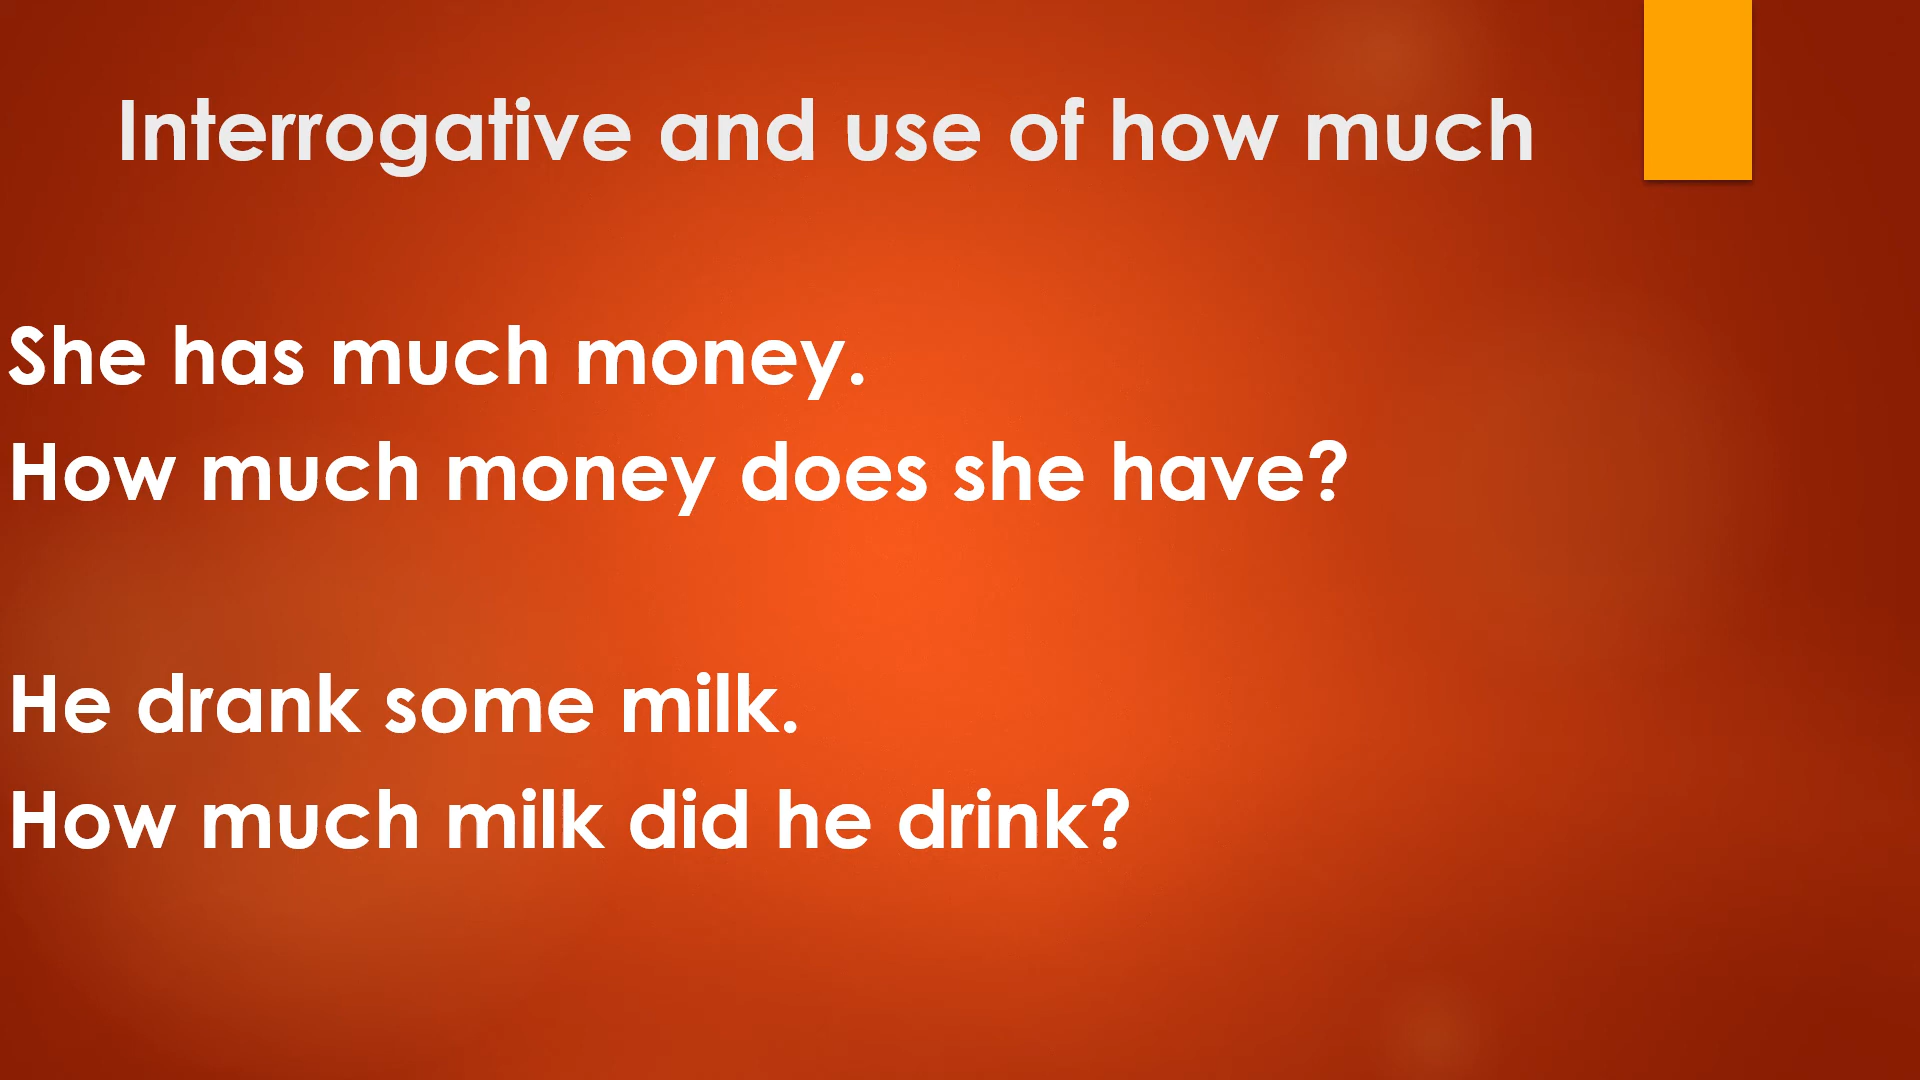 Interrogative and use of how much
She has much money.
How much money does she have?
He drank some milk.
How much milk did he drink?